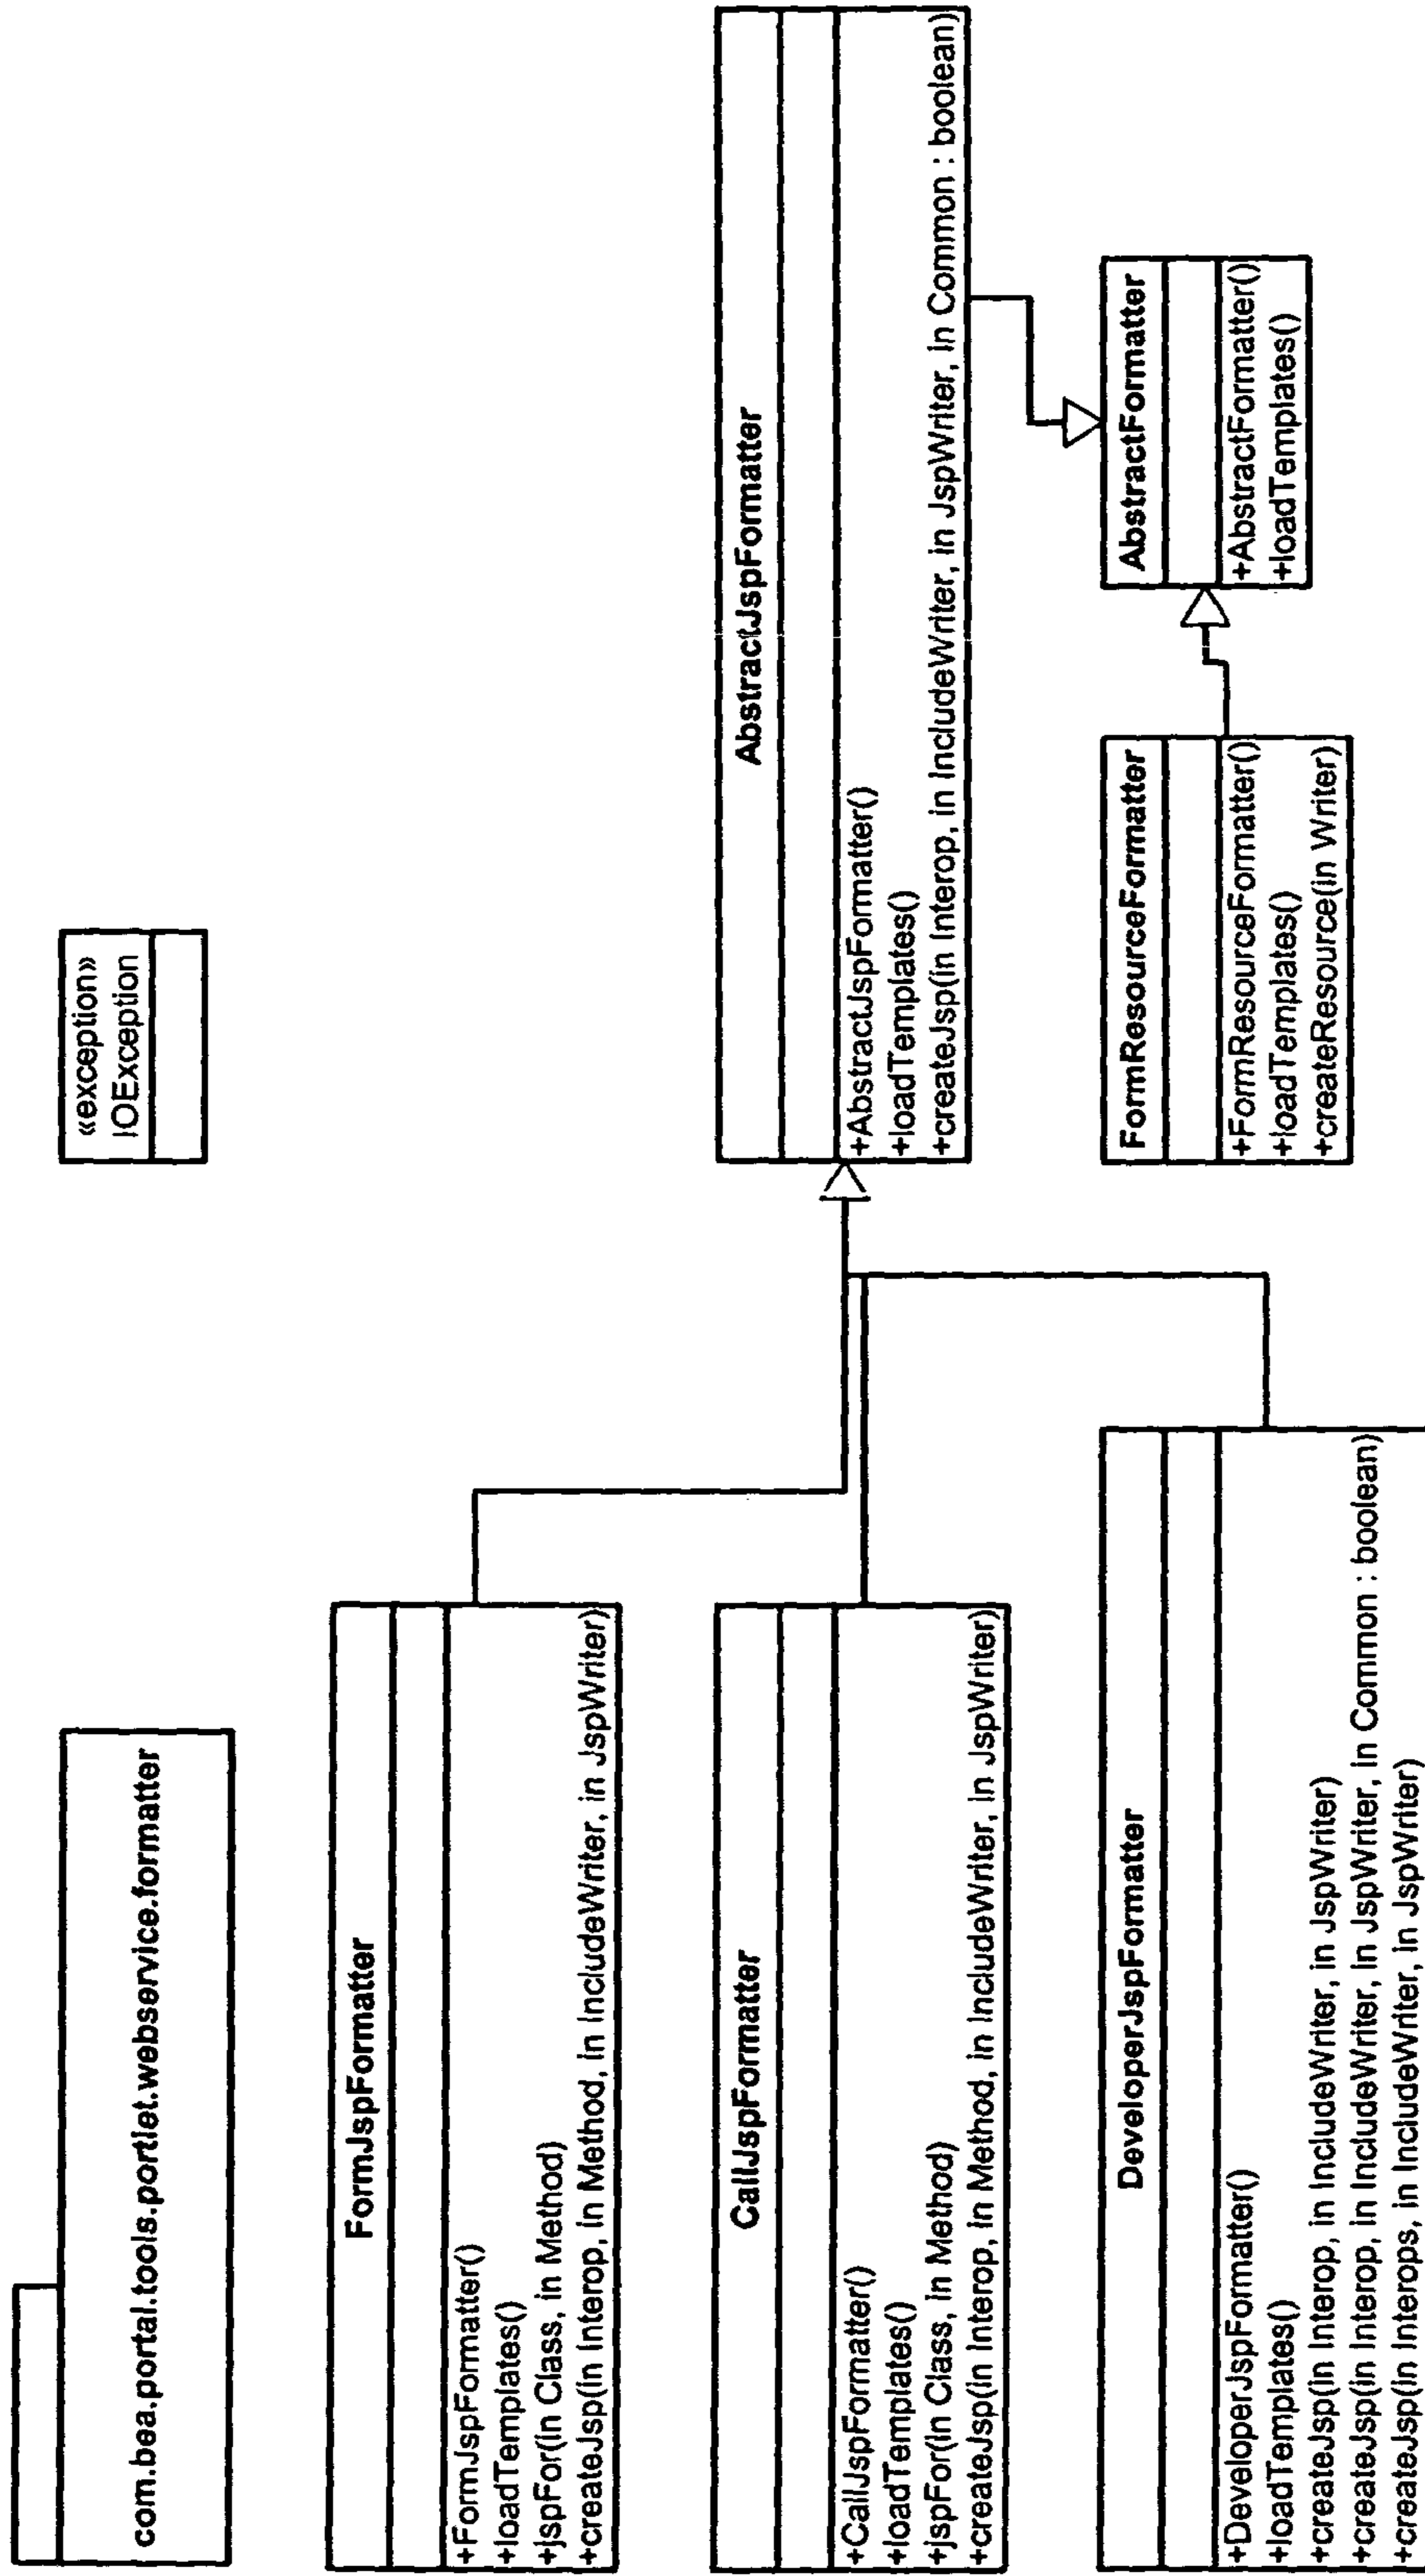 com.bea.portal.tools.portlet.webservice.formatter
«exception»
IOException
FormJspFormatter
+FormJspFormatter()
+loadTemplates()
+jspFor(in Class, in Method)
+createJsp(in Interop, in Method, in IncludeWriter, in JspWriter)
CallJspFormatter
+CallJspFormatter()
+loadTemplates()
+jspFor(in Class, in Method)
+createJsp(in Interop, in Method, in IncludeWriter, in JspWriter)
AbstractJspFormatter
+AbstractJspFormatter()
+loadTemplates()
+createJsp(in Interop, in IncludeWriter, in JspWriter, in Common : boolean)
DeveloperJspFormatter
+DeveloperJspFormatter()
+loadTemplates()
+createJsp(in Interop, in IncludeWriter, in JspWriter)
+createJsp(in Interop, in IncludeWriter, in JspWriter, in Common : boolean)
+createJsp(in Interops, in IncludeWriter, in JspWriter)
FormResourceFormatter
+FormResourceFormatter()
+loadTemplates()
+createResource(in Writer)
AbstractFormatter
+AbstractFormatter()
+loadTemplates()